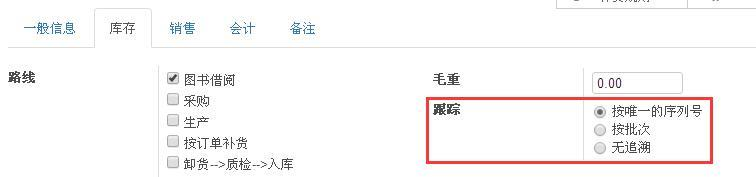 一般信息 库存 销售 会计 备注
路线
图书借阅
采购
生产
按订单补货
卸货-->质检-->入库
毛重 0.00
跟踪
按唯一的序列号
按批次
无追溯